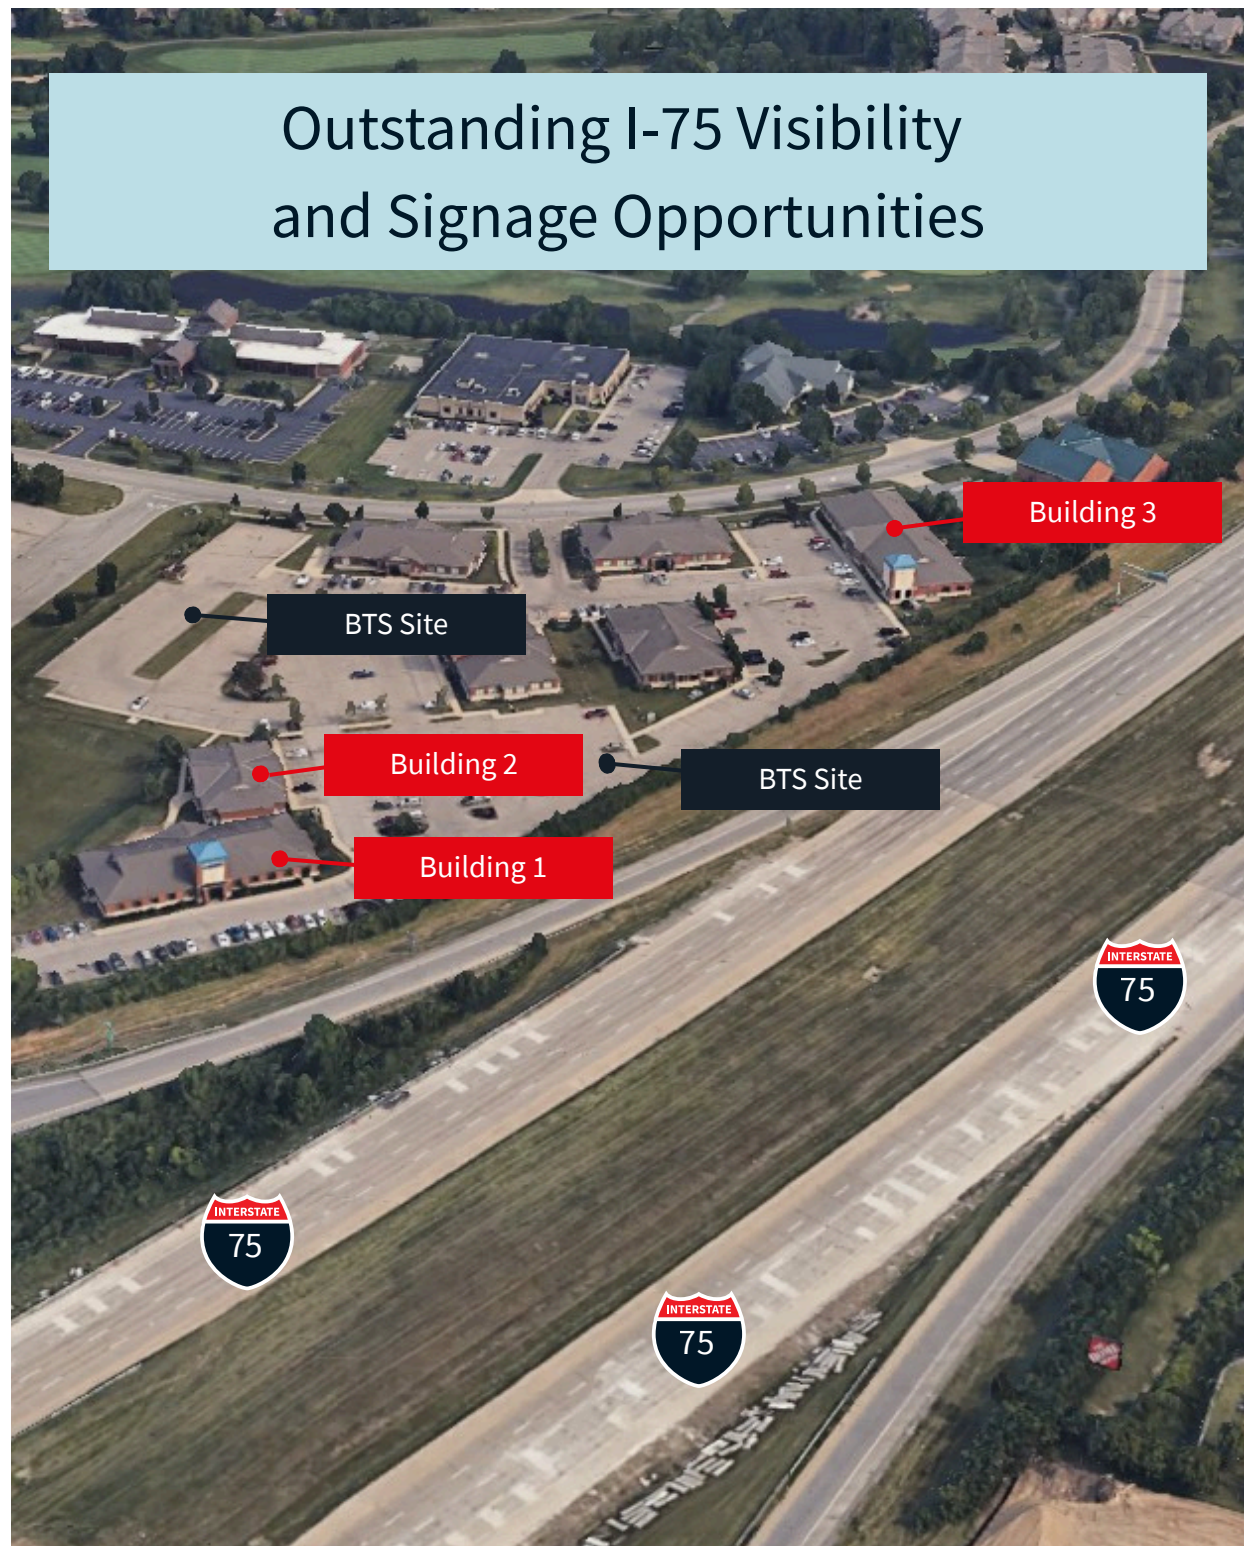 Outstanding I-75 Visibility
and Signage Opportunities
Building 3
BTS Site
Building 2
BTS Site
Building 1
INTERSTATE
75
INTERSTATE
75
INTERSTATE
75